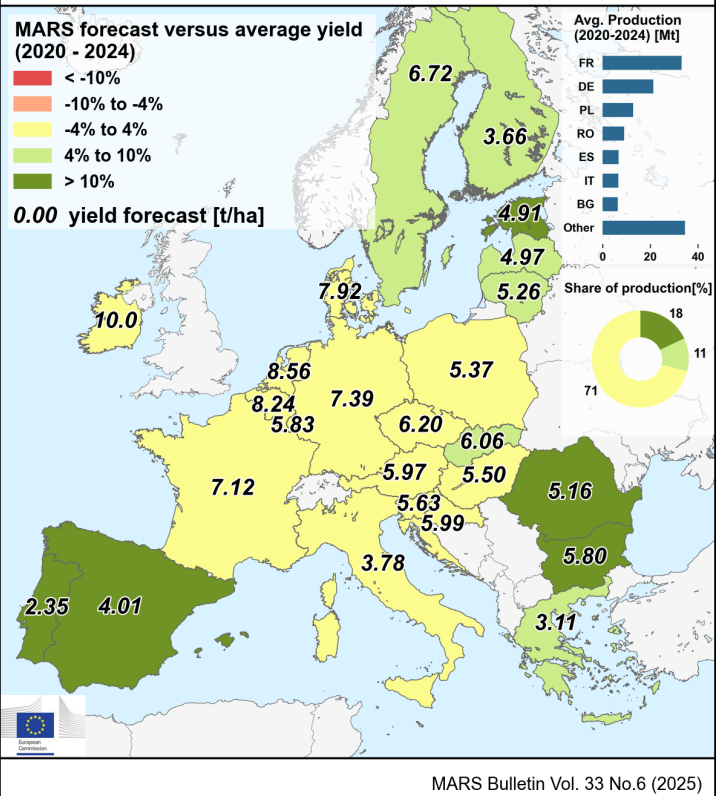 MARS forecast versus average yield
(2020 - 2024)
< -10%
-10% to -4%
-4% to 4%
4% to 10%
> 10%
0.00 yield forecast [t/ha]
Avg. Production
(2020-2024) [Mt]
FR
DE
PL
RO
ES
IT
BG
Other
0 20 40
Share of production[%]
18
11
71
6.72
3.66
4.91
4.97
5.26
7.92
10.0
8.56
8.24
5.83
7.39
5.37
6.20
6.06
5.97
5.50
7.12
5.63
5.99
5.16
5.80
3.78
2.35
4.01
3.11
European
Commission
MARS Bulletin Vol. 33 No.6 (2025)